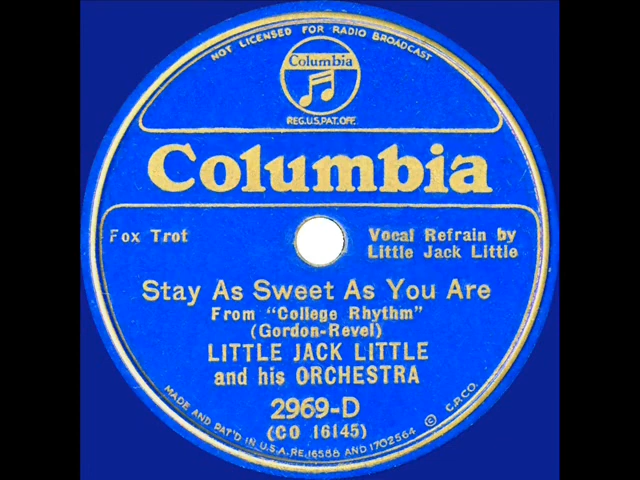 NOT LICENSED FOR RADIO BROADCAST
Columbia
REG.U.S.PAT.OFF.
Columbia
Fox Trot
Vocal Refrain by
Little Jack Little
Stay As Sweet As You Are
From "College Rhythm"
(Gordon-Revel)
LITTLE JACK LITTLE
and his ORCHESTRA
2969-D
(CO 16145)
MADE AND PAT'D IN U.S.A. RE. 16588 AND 1702564 © C.P.CO.